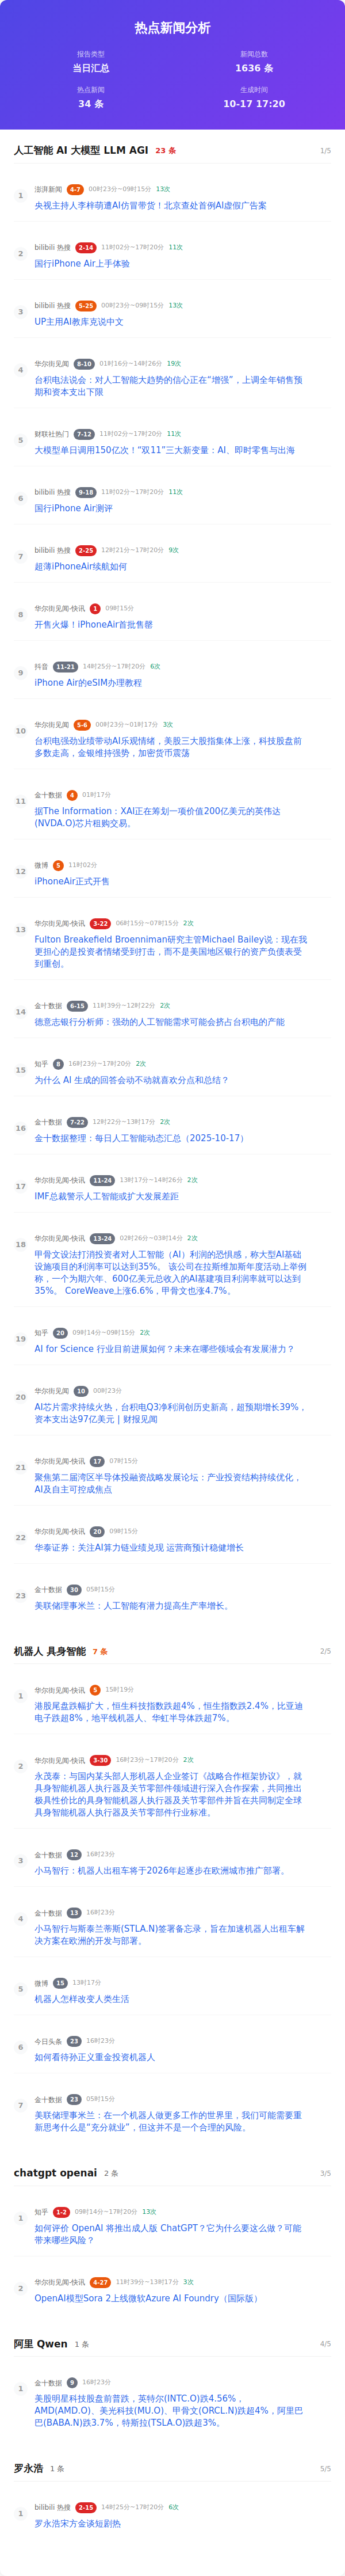 热点新闻分析
报告类型
新闻总数
当日汇总
1636 条
热点新闻
生成时间
34 条
10-17 17:20
人工智能 AI 大模型 LLM AGI 23 条 1/5
1
澎湃新闻 4-7 00时23分~09时15分 13次
央视主持人李梓萌遭AI仿冒带货！北京查处首例AI虚假广告案
2
bilibili 热搜 2-14 11时02分~17时20分 11次
国行iPhone Air上手体验
3
bilibili 热搜 5-25 00时23分~09时15分 13次
UP主用AI教库克说中文
4
华尔街见闻 8-10 01时16分~14时26分 19次
台积电法说会：对人工智能大趋势的信心正在“增强”，上调全年销售预
期和资本支出下限
5
财联社热门 7-12 11时02分~17时20分 11次
大模型单日调用150亿次！“双11”三大新变量：AI、即时零售与出海
6
bilibili 热搜 9-18 11时02分~17时20分 11次
国行iPhone Air测评
7
bilibili 热搜 2-25 12时21分~17时20分 9次
超薄iPhoneAir续航如何
8
华尔街见闻-快讯 1 09时15分
开售火爆！iPhoneAir首批售罄
9
抖音 11-21 14时25分~17时20分 6次
iPhone Air的eSIM办理教程
10
华尔街见闻 5-6 00时23分~01时17分 3次
台积电强劲业绩带动AI乐观情绪，美股三大股指集体上涨，科技股盘前
多数走高，金银维持强势，加密货币震荡
11
金十数据 4 01时17分
据The Information：XAI正在筹划一项价值200亿美元的英伟达
(NVDA.O)芯片租购交易。
12
微博 5 11时02分
iPhoneAir正式开售
13
华尔街见闻-快讯 3-22 06时15分~07时15分 2次
Fulton Breakefield Broenniman研究主管Michael Bailey说：现在我
更担心的是投资者情绪受到打击，而不是美国地区银行的资产负债表受
到重创。
14
金十数据 6-15 11时39分~12时22分 2次
德意志银行分析师：强劲的人工智能需求可能会挤占台积电的产能
15
知乎 8 16时23分~17时20分 2次
为什么 AI 生成的回答会动不动就喜欢分点和总结？
16
金十数据 7-22 12时22分~13时17分 2次
金十数据整理：每日人工智能动态汇总（2025-10-17）
17
华尔街见闻-快讯 11-24 13时17分~14时26分 2次
IMF总裁警示人工智能或扩大发展差距
18
华尔街见闻-快讯 13-24 02时26分~03时14分 2次
甲骨文设法打消投资者对人工智能（AI）利润的恐惧感，称大型AI基础
设施项目的利润率可以达到35%。 该公司在拉斯维加斯年度活动上举例
称，一个为期六年、600亿美元总收入的AI基建项目利润率就可以达到
35%。 CoreWeave上涨6.6%，甲骨文也涨4.7%。
19
知乎 20 09时14分~09时15分 2次
AI for Science 行业目前进展如何？未来在哪些领域会有发展潜力？
20
华尔街见闻 10 00时23分
AI芯片需求持续火热，台积电Q3净利润创历史新高，超预期增长39%，
资本支出达97亿美元 | 财报见闻
21
华尔街见闻-快讯 17 07时15分
聚焦第二届湾区半导体投融资战略发展论坛：产业投资结构持续优化，
AI及自主可控成焦点
22
华尔街见闻-快讯 20 09时15分
华泰证券：关注AI算力链业绩兑现 运营商预计稳健增长
23
金十数据 30 05时15分
美联储理事米兰：人工智能有潜力提高生产率增长。
机器人 具身智能 7 条 2/5
1
华尔街见闻-快讯 5 15时19分
港股尾盘跌幅扩大，恒生科技指数跌超4%，恒生指数跌2.4%，比亚迪
电子跌超8%，地平线机器人、华虹半导体跌超7%。
2
华尔街见闻-快讯 3-30 16时23分~17时20分 2次
永茂泰：与国内某头部人形机器人企业签订《战略合作框架协议》，就
具身智能机器人执行器及关节零部件领域进行深入合作探索，共同推出
极具性价比的具身智能机器人执行器及关节零部件并旨在共同制定全球
具身智能机器人执行器及关节零部件行业标准。
3
金十数据 12 16时23分
小马智行：机器人出租车将于2026年起逐步在欧洲城市推广部署。
4
金十数据 13 16时23分
小马智行与斯泰兰蒂斯(STLA.N)签署备忘录，旨在加速机器人出租车解
决方案在欧洲的开发与部署。
5
微博 15 13时17分
机器人怎样改变人类生活
6
今日头条 23 16时23分
如何看待孙正义重金投资机器人
7
金十数据 23 05时15分
美联储理事米兰：在一个机器人做更多工作的世界里，我们可能需要重
新思考什么是“充分就业”，但这并不是一个合理的风险。
chatgpt openai 2 条 3/5
1
知乎 1-2 09时14分~17时20分 13次
如何评价 OpenAI 将推出成人版 ChatGPT？它为什么要这么做？可能
带来哪些风险？
2
华尔街见闻-快讯 4-27 11时39分~13时17分 3次
OpenAI模型Sora 2上线微软Azure AI Foundry（国际版）
阿里 Qwen 1 条 4/5
1
金十数据 9 16时23分
美股明星科技股盘前普跌，英特尔(INTC.O)跌4.56%，
AMD(AMD.O)、美光科技(MU.O)、甲骨文(ORCL.N)跌超4%，阿里巴
巴(BABA.N)跌3.7%，特斯拉(TSLA.O)跌超3%。
罗永浩 1 条 5/5
1
bilibili 热搜 2-15 14时25分~17时20分 6次
罗永浩宋方金谈短剧热